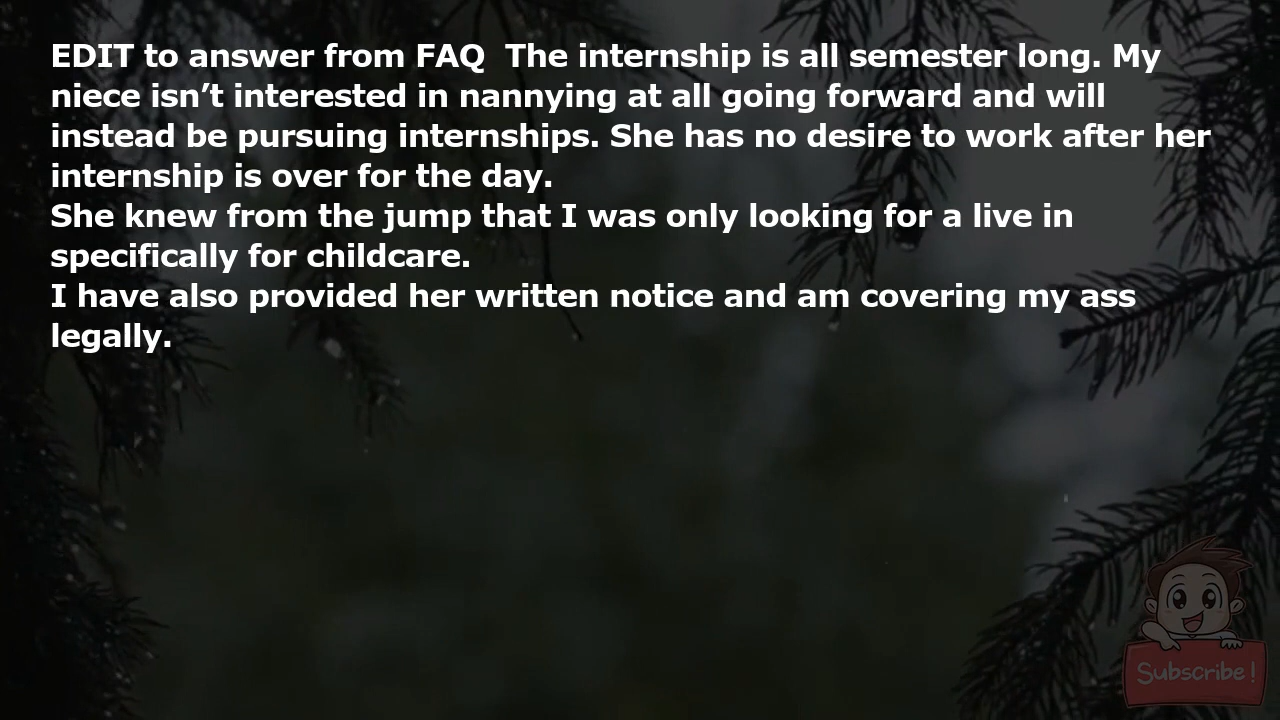 EDIT to answer from FAQ  The internship is all semester long. My
niece isn’t interested in nannying at all going forward and will
instead be pursuing internships. She has no desire to work after her
internship is over for the day.
She knew from the jump that I was only looking for a live in
specifically for childcare.
I have also provided her written notice and am covering my ass
legally.
Subscribe!